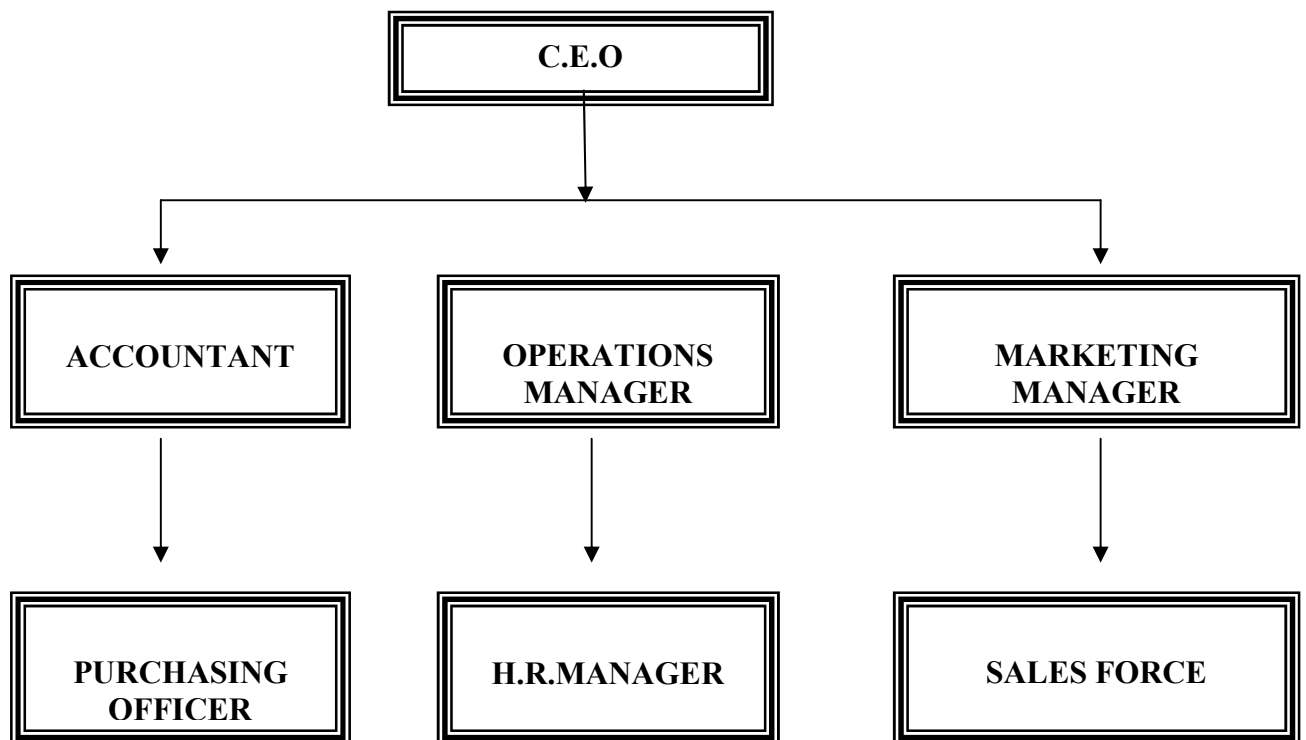 C.E.O
ACCOUNTANT
OPERATIONS
MANAGER
MARKETING
MANAGER
PURCHASING
OFFICER
H.R.MANAGER
SALES FORCE